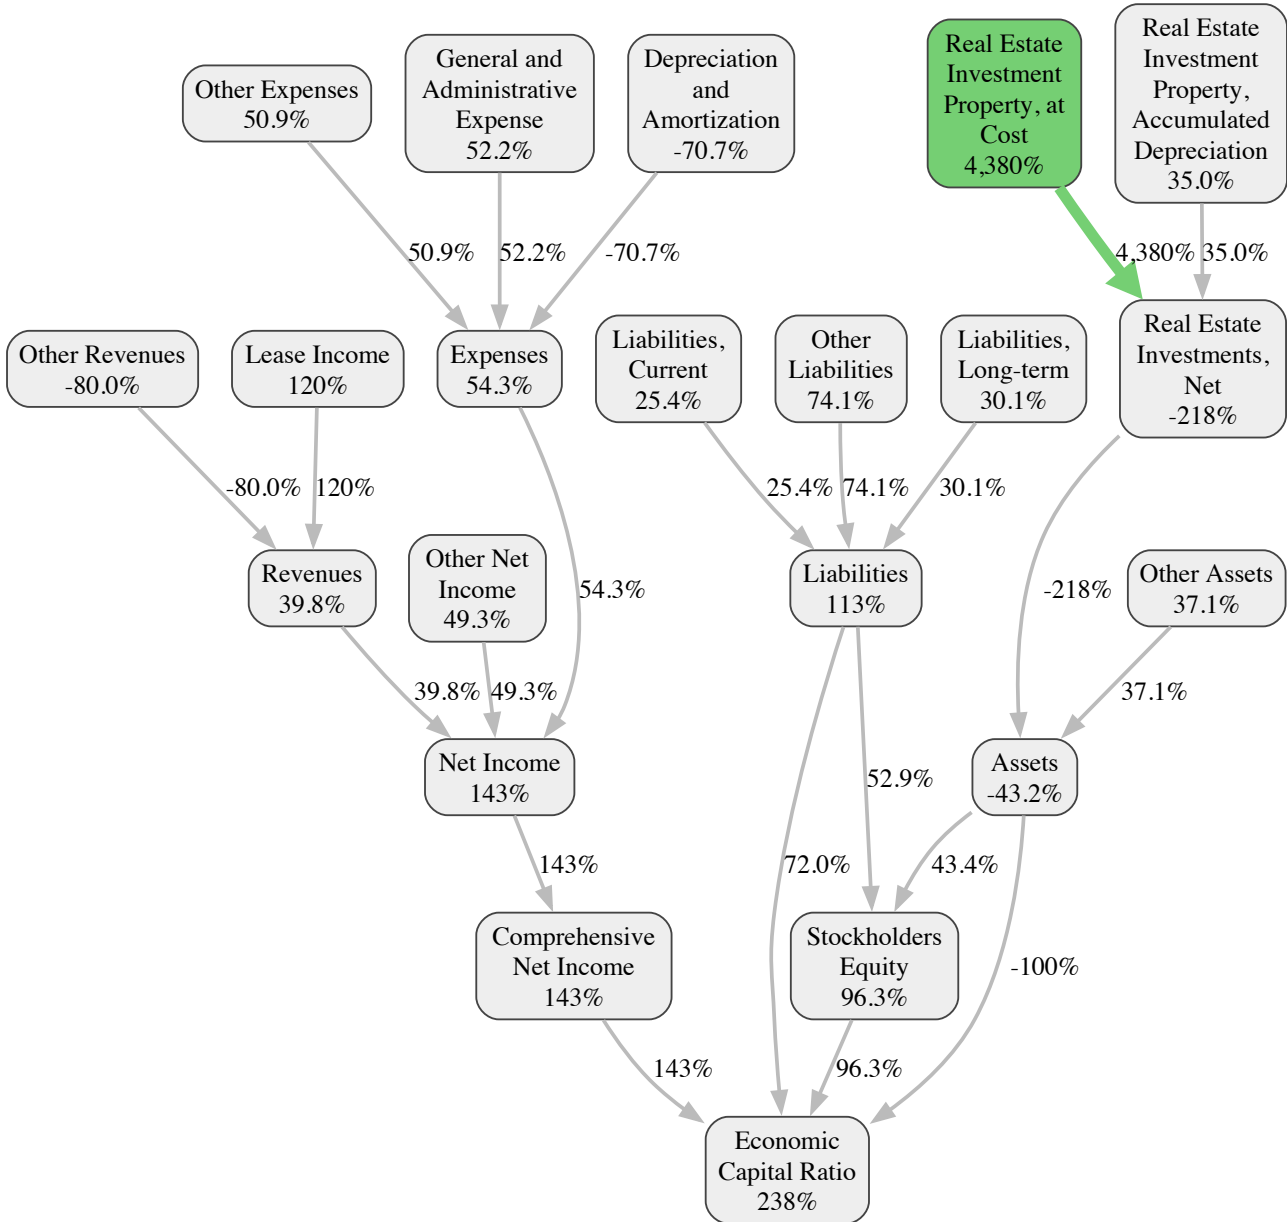 Other Expenses
50.9%
General and
Administrative
Expense
52.2%
Depreciation
and
Amortization
-70.7%
Real Estate
Investment
Property, at
Cost
4,380%
Real Estate
Investment
Property,
Accumulated
Depreciation
35.0%
50.9%
52.2%
-70.7%
4,380%
35.0%
Other Revenues
-80.0%
Lease Income
120%
Expenses
54.3%
Liabilities,
Current
25.4%
Other
Liabilities
74.1%
Liabilities,
Long-term
30.1%
Real Estate
Investments,
Net
-218%
-80.0%
120%
25.4%
74.1%
30.1%
Revenues
39.8%
Other Net
Income
49.3%
54.3%
Liabilities
113%
-218%
Other Assets
37.1%
39.8%
49.3%
37.1%
Net Income
143%
52.9%
Assets
-43.2%
143%
72.0%
43.4%
Comprehensive
Net Income
143%
Stockholders
Equity
96.3%
-100%
143%
96.3%
Economic
Capital Ratio
238%